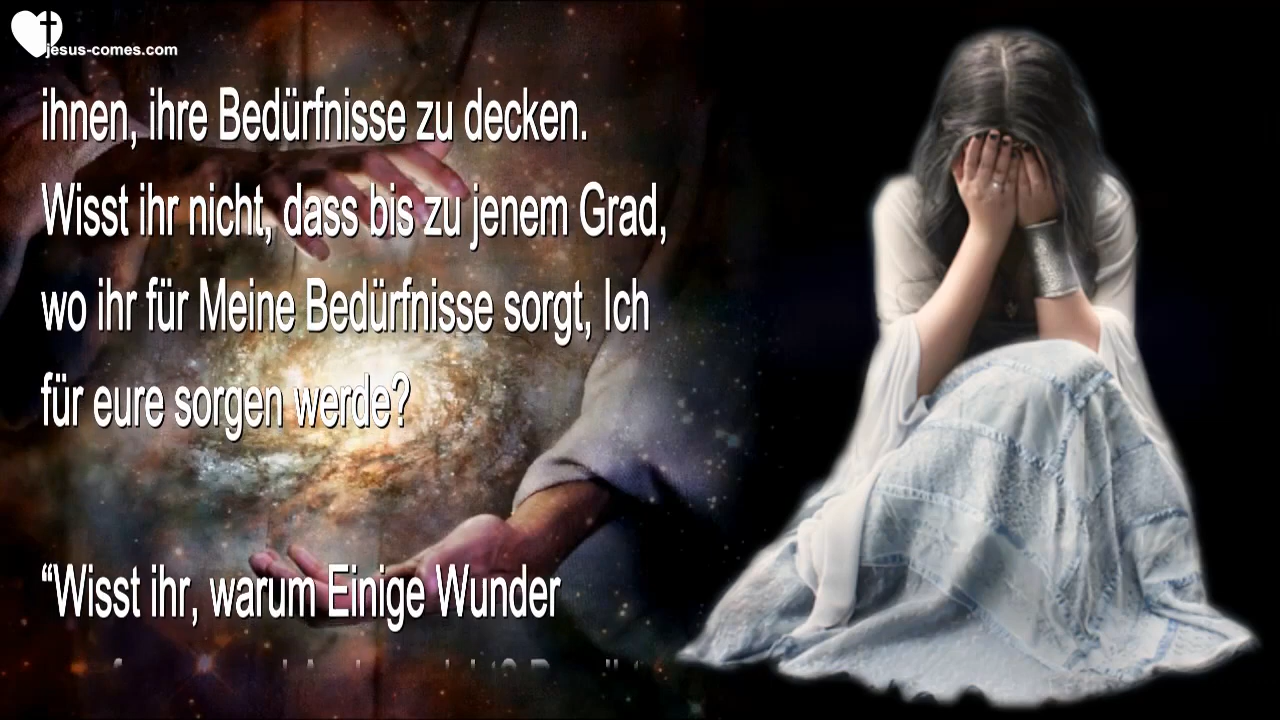 jesus-comes.com
ihnen, ihre Bedürfnisse zu decken.
Wisst ihr nicht, dass bis zu jenem Grad,
wo ihr für Meine Bedürfnisse sorgt, Ich
für eure sorgen werde?
“Wisst ihr, warum Einige Wunder